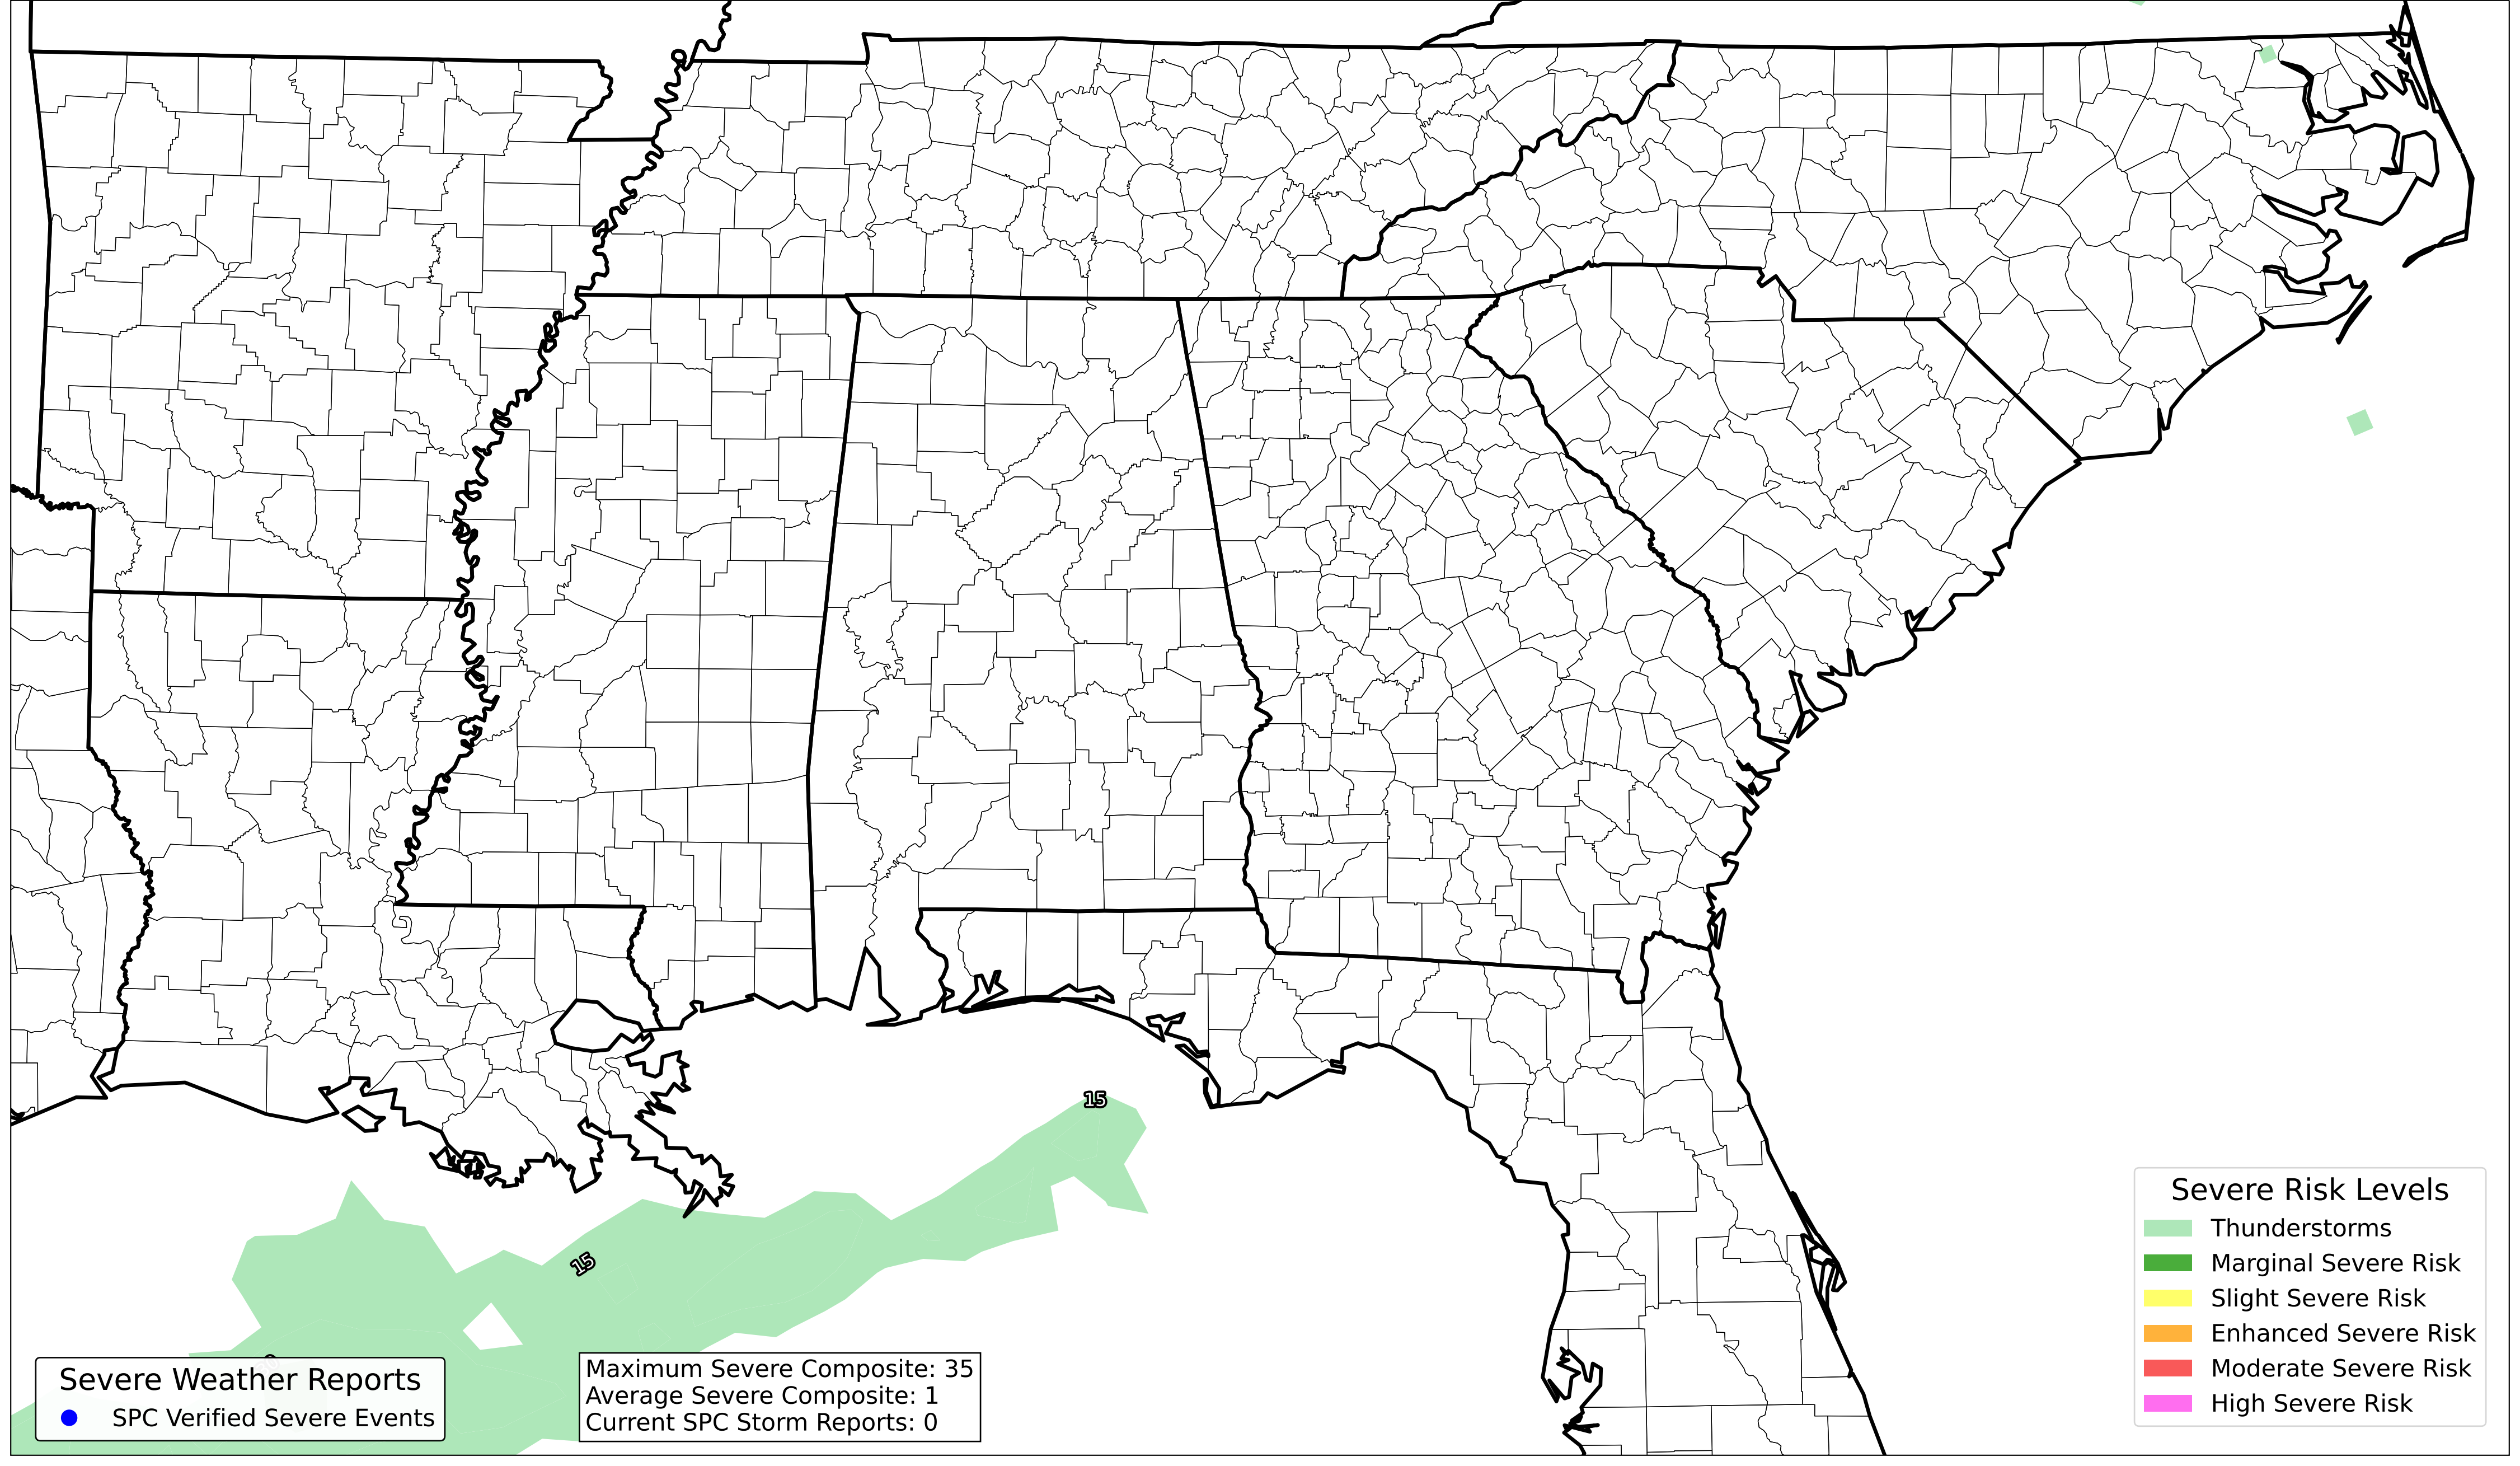 15
15
Severe Weather Reports
SPC Verified Severe Events
Maximum Severe Composite: 35
Average Severe Composite: 1
Current SPC Storm Reports: 0
Severe Risk Levels
Thunderstorms
Marginal Severe Risk
Slight Severe Risk
Enhanced Severe Risk
Moderate Severe Risk
High Severe Risk